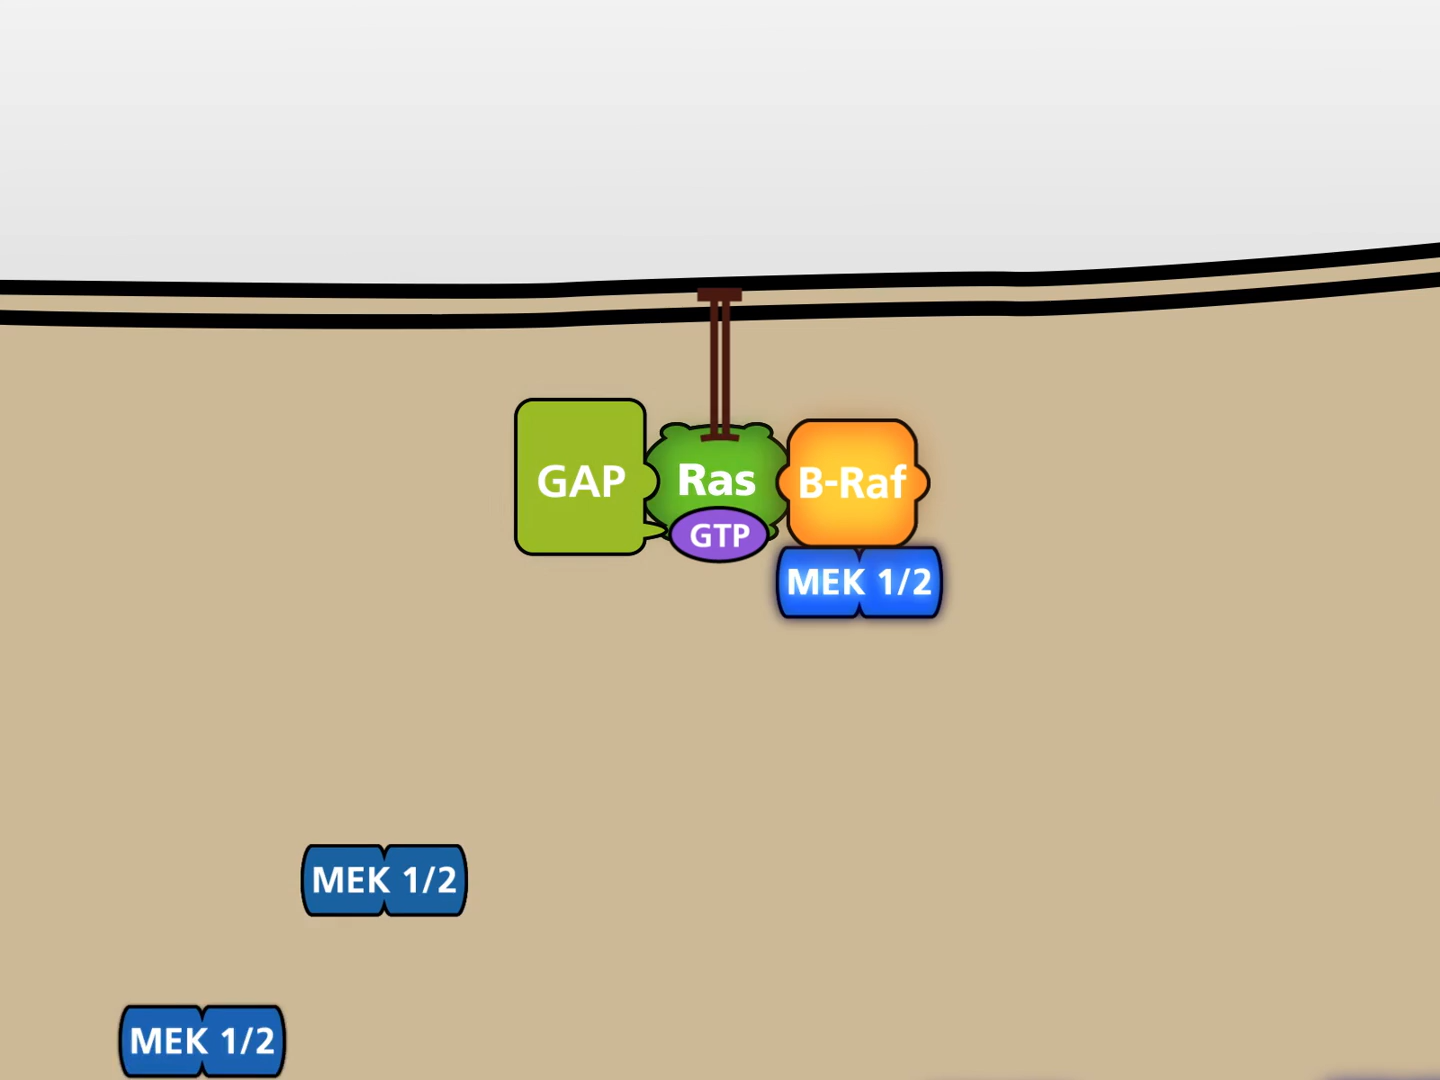 GAP
Ras
B-Raf
GTP
MEK 1/2
MEK 1/2
MEK 1/2